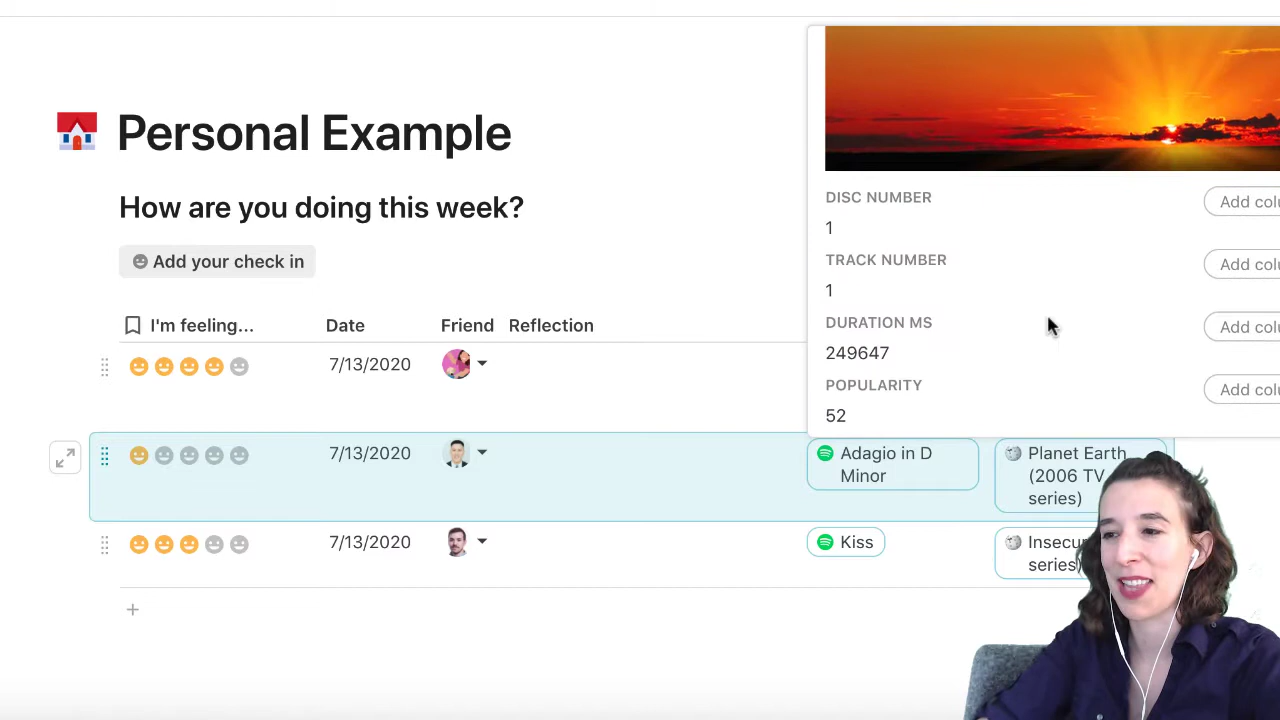 Personal Example
How are you doing this week?
Add your check in
I'm feeling...
Date
Friend
Reflection
7/13/2020
7/13/2020
7/13/2020
DISC NUMBER
1
Add colu
TRACK NUMBER
1
Add colu
DURATION MS
249647
Add colu
POPULARITY
52
Add colu
Adagio in D
Minor
Planet Earth
(2006 TV
series)
Kiss
Insecur
series)